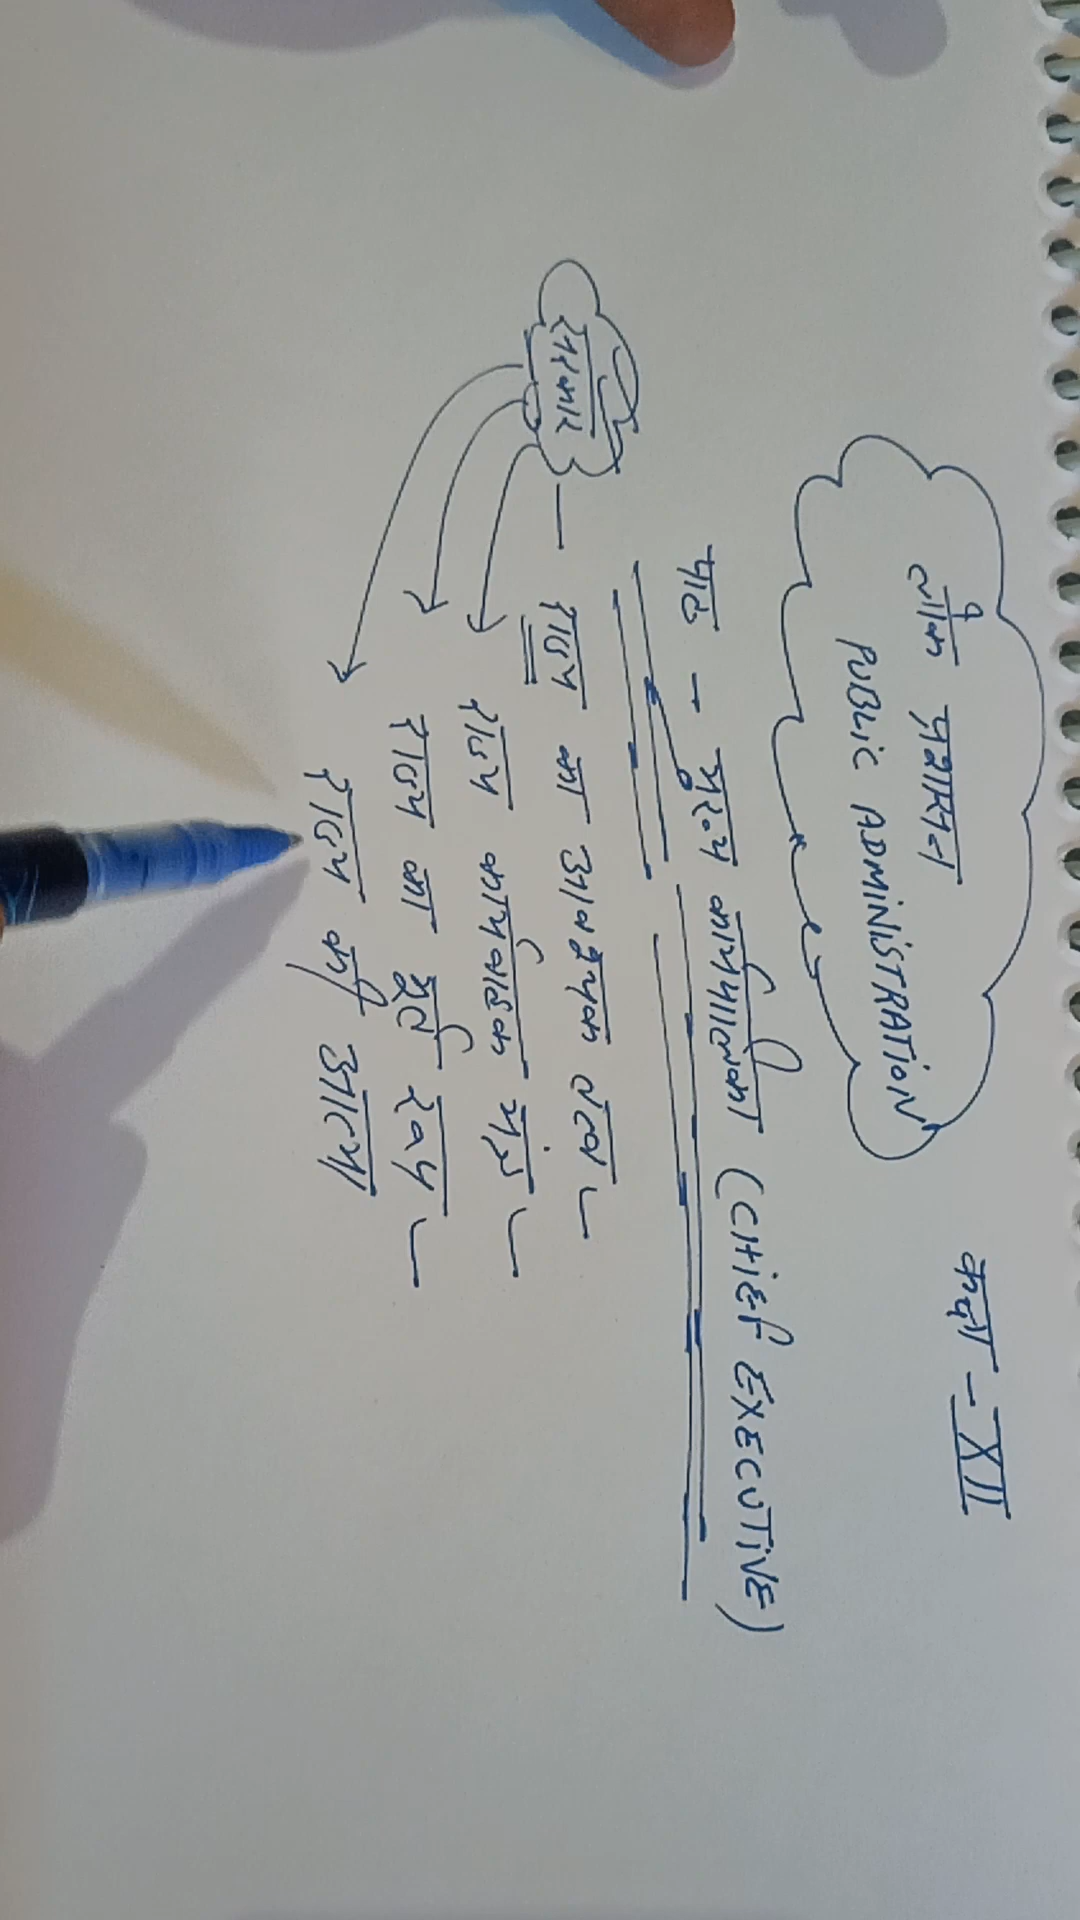 कक्षा - XII
लोक प्रशासन
PUBLIC ADMINISTRATION
पाठ - मुख्य कार्यपालिका (CHIEF EXECUTIVE)
सरकार — राज्य का आवश्यक तत्व
राज्य कार्यवाहक यंत्र
राज्य का मूर्त रूप
राज्य की आत्मा